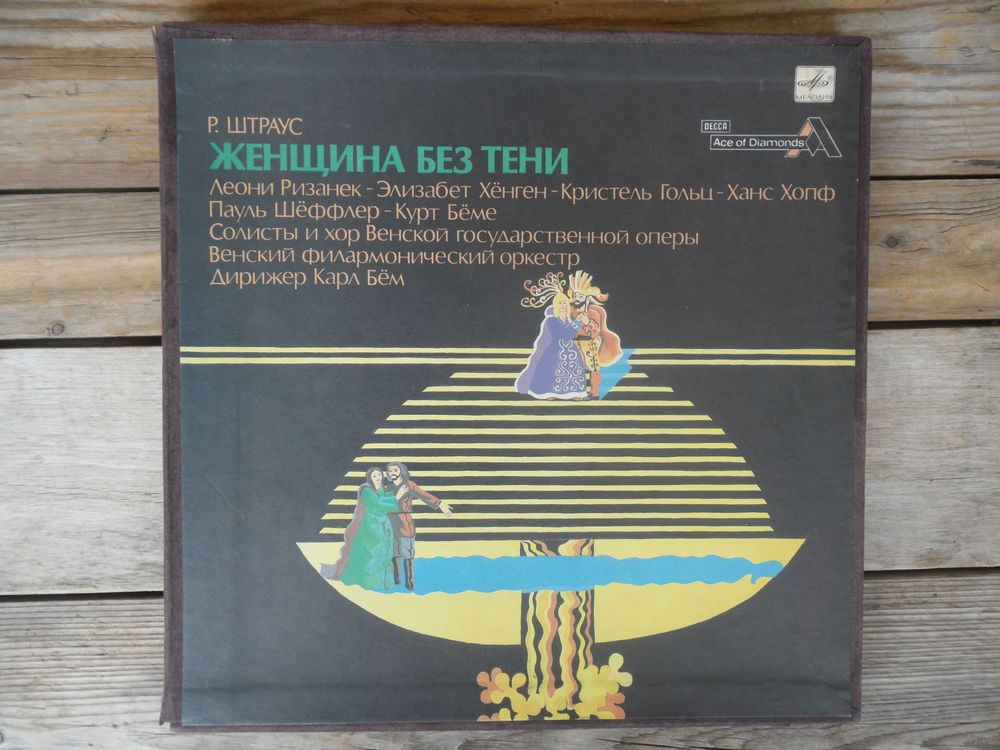 МЕЛОДИЯ
DECCA
Ace of Diamonds
Р. ШТРАУС
ЖЕНЩИНА БЕЗ ТЕНИ
Леони Ризанек - Элизабет Хёнген - Кристель Гольц - Ханс Хопф
Пауль Шёффлер - Курт Бёме
Солисты и хор Венской государственной оперы
Венский филармонический оркестр
Дирижер Карл Бём